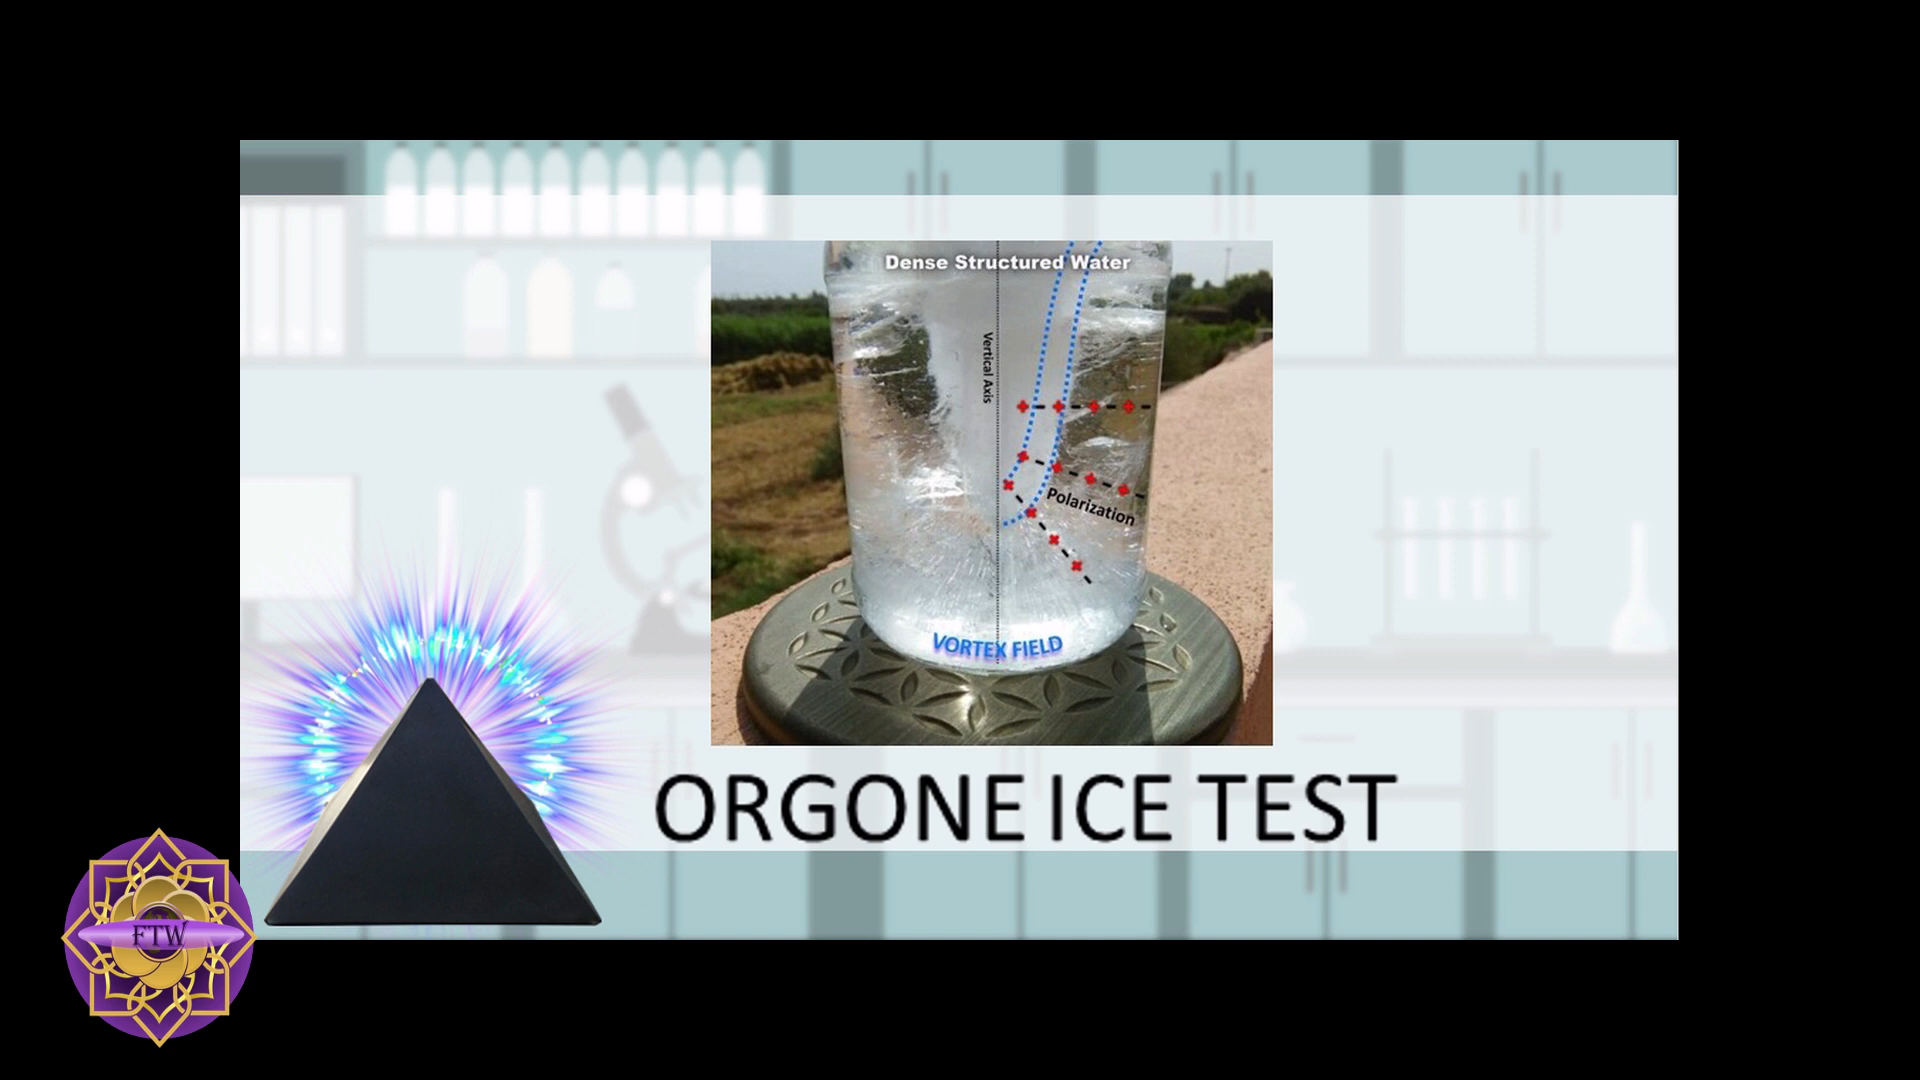 Dense Structured Water
Vertical Axis
Polarization
VORTEX FIELD
ORGONE ICE TEST
FTW